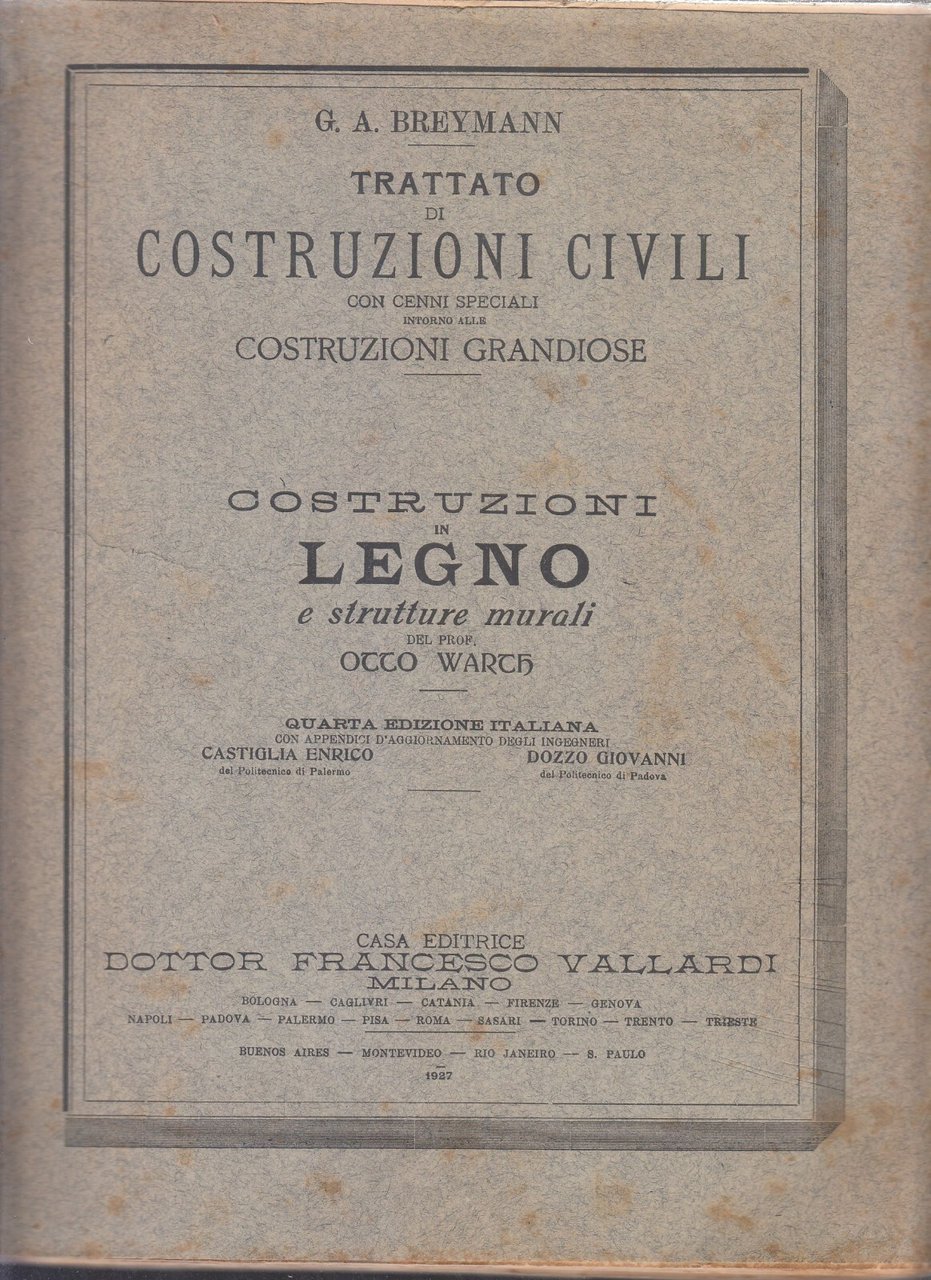 G. A. BREYMANN
TRATTATO
DI
COSTRUZIONI CIVILI
CON CENNI SPECIALI
INTORNO ALLE
COSTRUZIONI GRANDIOSE
COSTRUZIONI
IN
LEGNO
e strutture murali
DEL PROF.
OTTO WARTH
QUARTA EDIZIONE ITALIANA
CON APPENDICI D'AGGIORNAMENTO DEGLI INGEGNERI
CASTIGLIA ENRICO DOZZO GIOVANNI
del Politecnico di Palermo del Politecnico di Padova
CASA EDITRICE
DOTTOR FRANCESCO VALLARDI
MILANO
BOLOGNA — CAGLIVRI — CATANIA — FIRENZE — GENOVA
NAPOLI — PADOVA — PALERMO — PISA — ROMA — SASARI — TORINO — TRENTO — TRIESTE
BUENOS AIRES — MONTEVIDEO — RIO JANEIRO — S. PAULO
1927